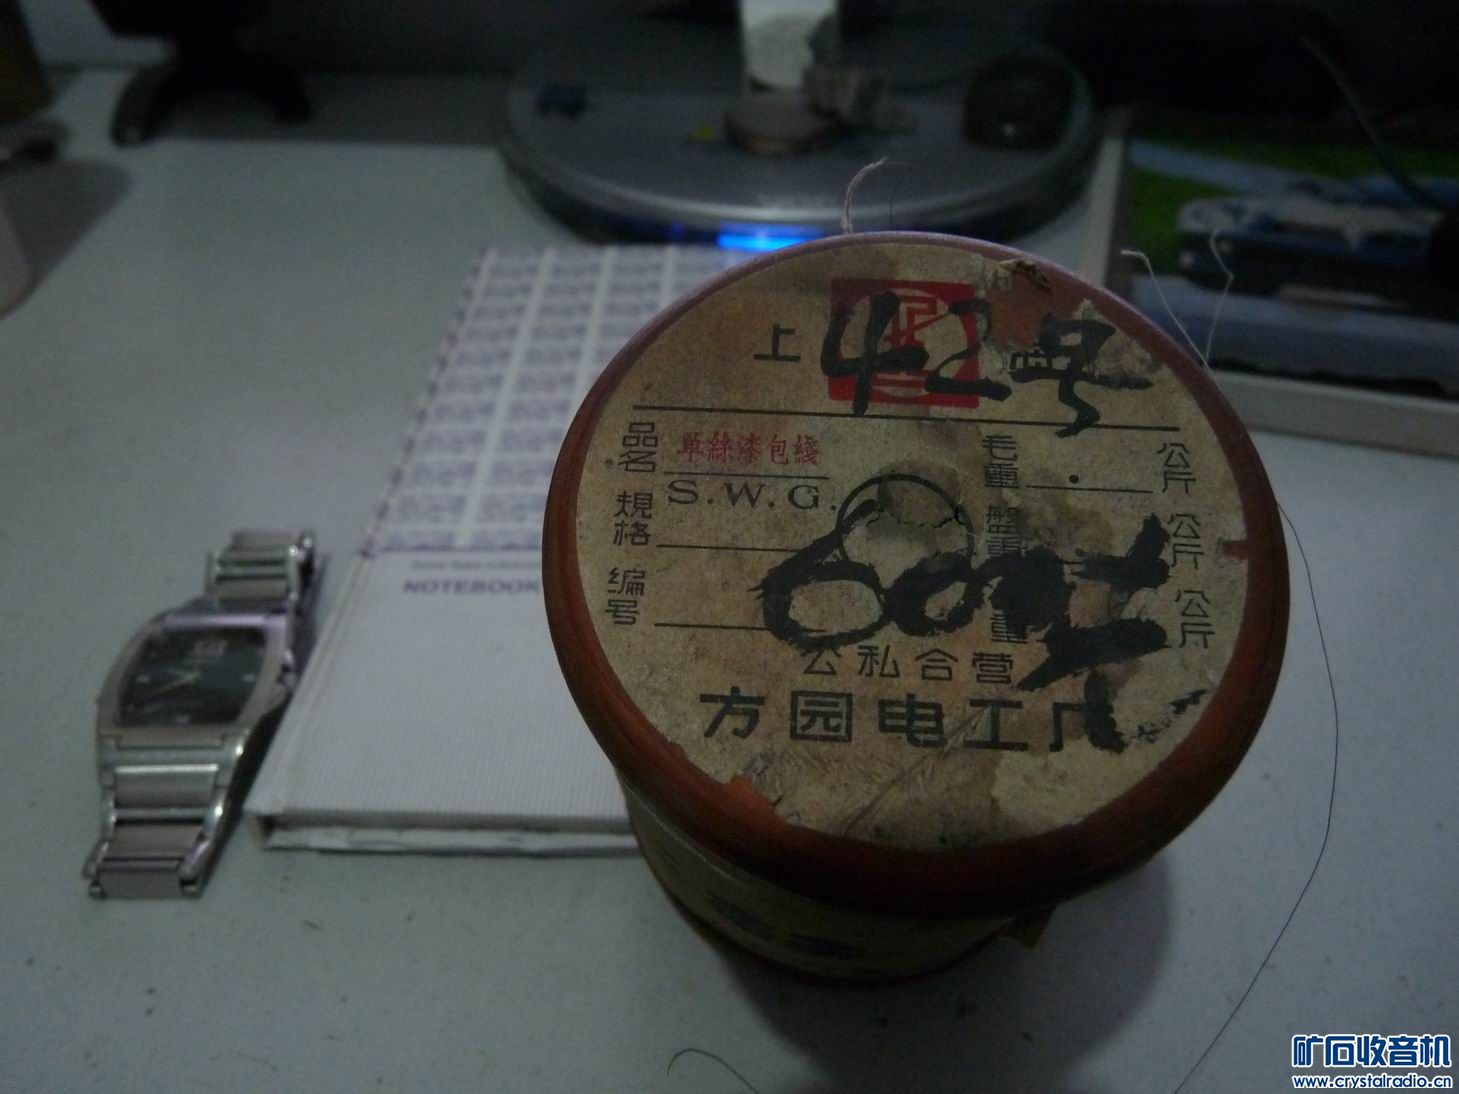 上 42号
品名 單絲漆包綫 毛重 公斤
規格 S.W.G. 盤重 公斤
编号 重 公斤
公私合营
方园电工厂
NOTEBOOK
矿石收音机
www.crystalradio.cn